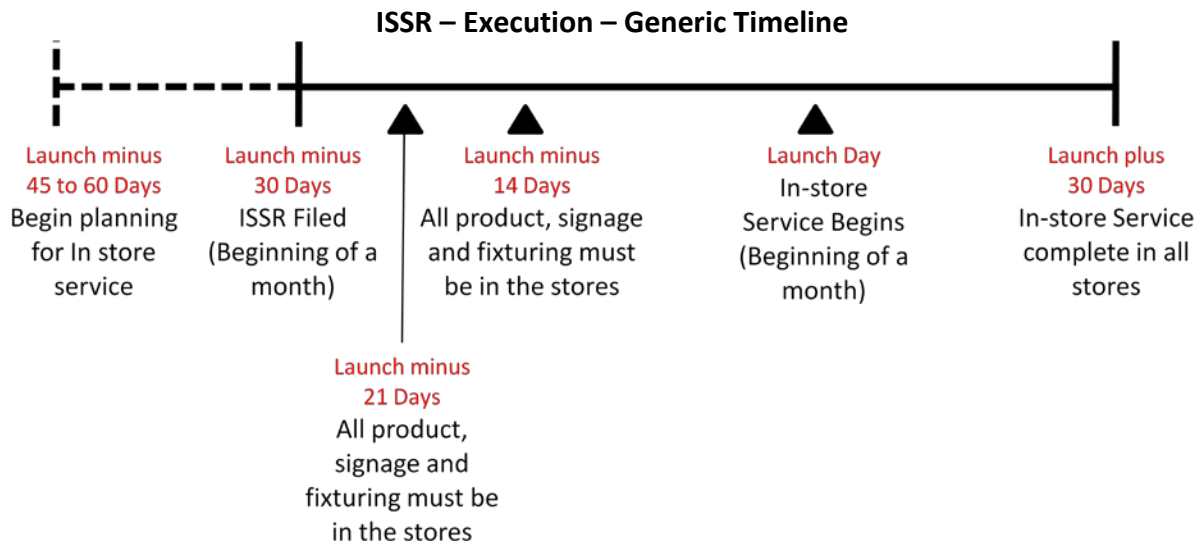 ISSR – Execution – Generic Timeline
Launch minus
45 to 60 Days
Begin planning
for In store
service
Launch minus
30 Days
ISSR Filed
(Beginning of a
month)
Launch minus
14 Days
All product, signage
and fixturing must
be in the stores
Launch Day
In-store
Service Begins
(Beginning of a
month)
Launch plus
30 Days
In-store Service
complete in all
stores
Launch minus
21 Days
All product,
signage and
fixturing must be
in the stores